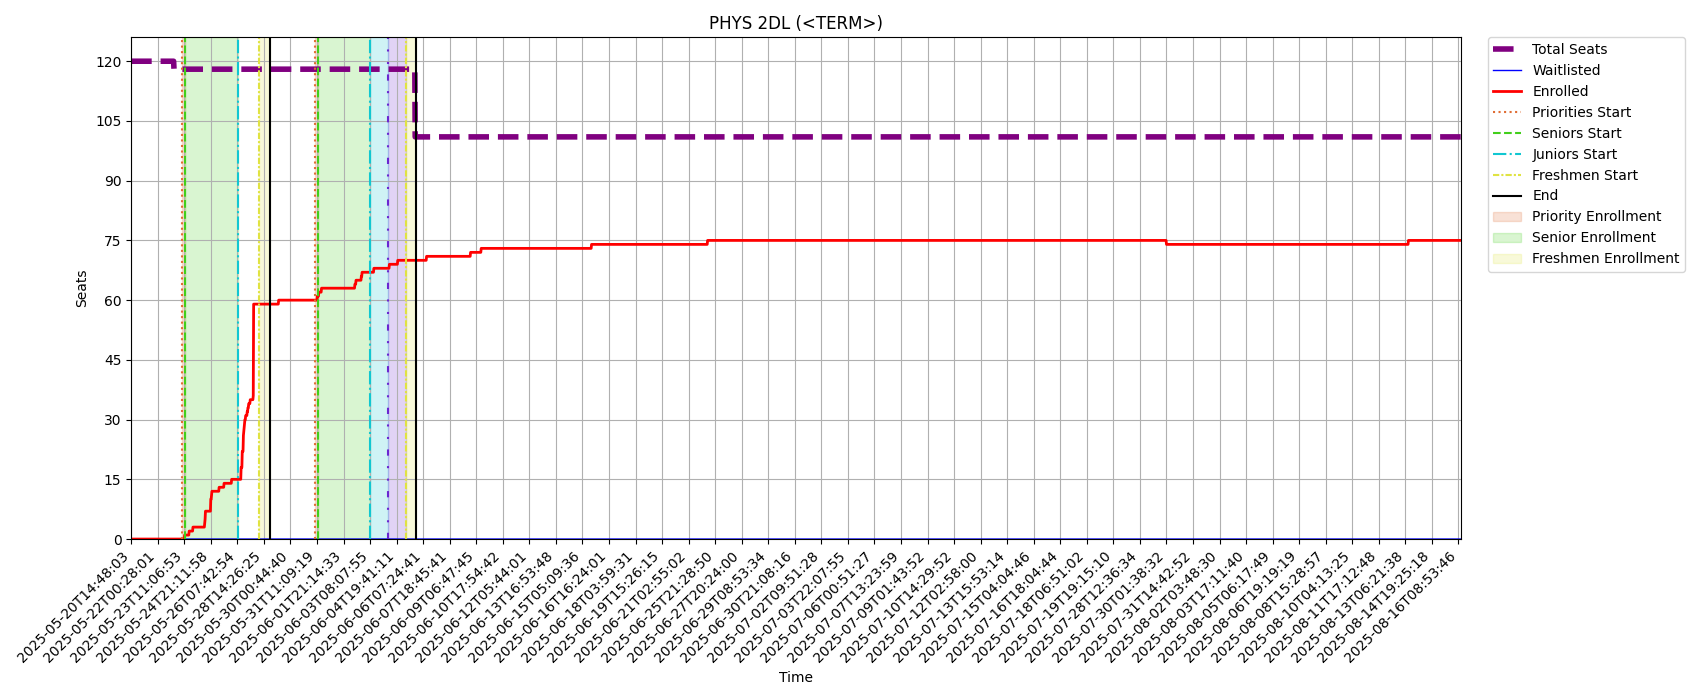 PHYS 2DL (<TERM>)
120
105
90
75
60
45
30
15
0
Seats
2025-05-20T14:48:03
2025-05-22T00:28:01
2025-05-23T11:06:53
2025-05-24T21:11:58
2025-05-26T07:42:54
2025-05-28T14:26:25
2025-05-30T00:44:40
2025-05-31T11:09:19
2025-06-01T21:14:33
2025-06-03T08:07:55
2025-06-04T19:41:11
2025-06-06T07:24:41
2025-06-07T18:45:41
2025-06-09T06:47:45
2025-06-10T17:54:42
2025-06-12T05:44:01
2025-06-13T16:53:48
2025-06-15T05:09:36
2025-06-16T16:24:01
2025-06-18T03:59:31
2025-06-19T15:26:15
2025-06-21T02:55:02
2025-06-25T21:28:50
2025-06-27T20:24:00
2025-06-29T08:53:34
2025-06-30T21:08:16
2025-07-02T09:51:28
2025-07-03T22:07:55
2025-07-06T00:51:27
2025-07-07T13:23:59
2025-07-09T01:43:52
2025-07-10T14:29:52
2025-07-12T02:58:00
2025-07-13T15:53:14
2025-07-15T04:04:46
2025-07-16T18:04:44
2025-07-18T06:51:02
2025-07-19T19:15:10
2025-07-28T12:36:34
2025-07-30T01:38:32
2025-07-31T14:42:52
2025-08-02T03:48:30
2025-08-03T17:11:40
2025-08-05T06:17:49
2025-08-06T19:19:19
2025-08-08T15:28:57
2025-08-10T04:13:25
2025-08-11T17:12:48
2025-08-13T06:21:38
2025-08-14T19:25:18
2025-08-16T08:53:46
Time
Total Seats
Waitlisted
Enrolled
Priorities Start
Seniors Start
Juniors Start
Freshmen Start
End
Priority Enrollment
Senior Enrollment
Freshmen Enrollment